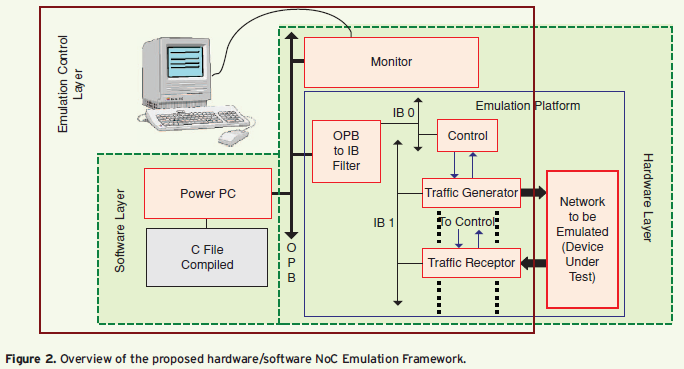 Emulation Control
Layer
Monitor
Emulation Platform
IB 0
OPB
to IB
Filter
Control
Hardware Layer
Software Layer
Power PC
Traffic Generator
Network
to be
Emulated
(Device
Under
Test)
IB 1
To Control
C File
Compiled
O
P
B
Traffic Receptor
Figure 2. Overview of the proposed hardware/software NoC Emulation Framework.